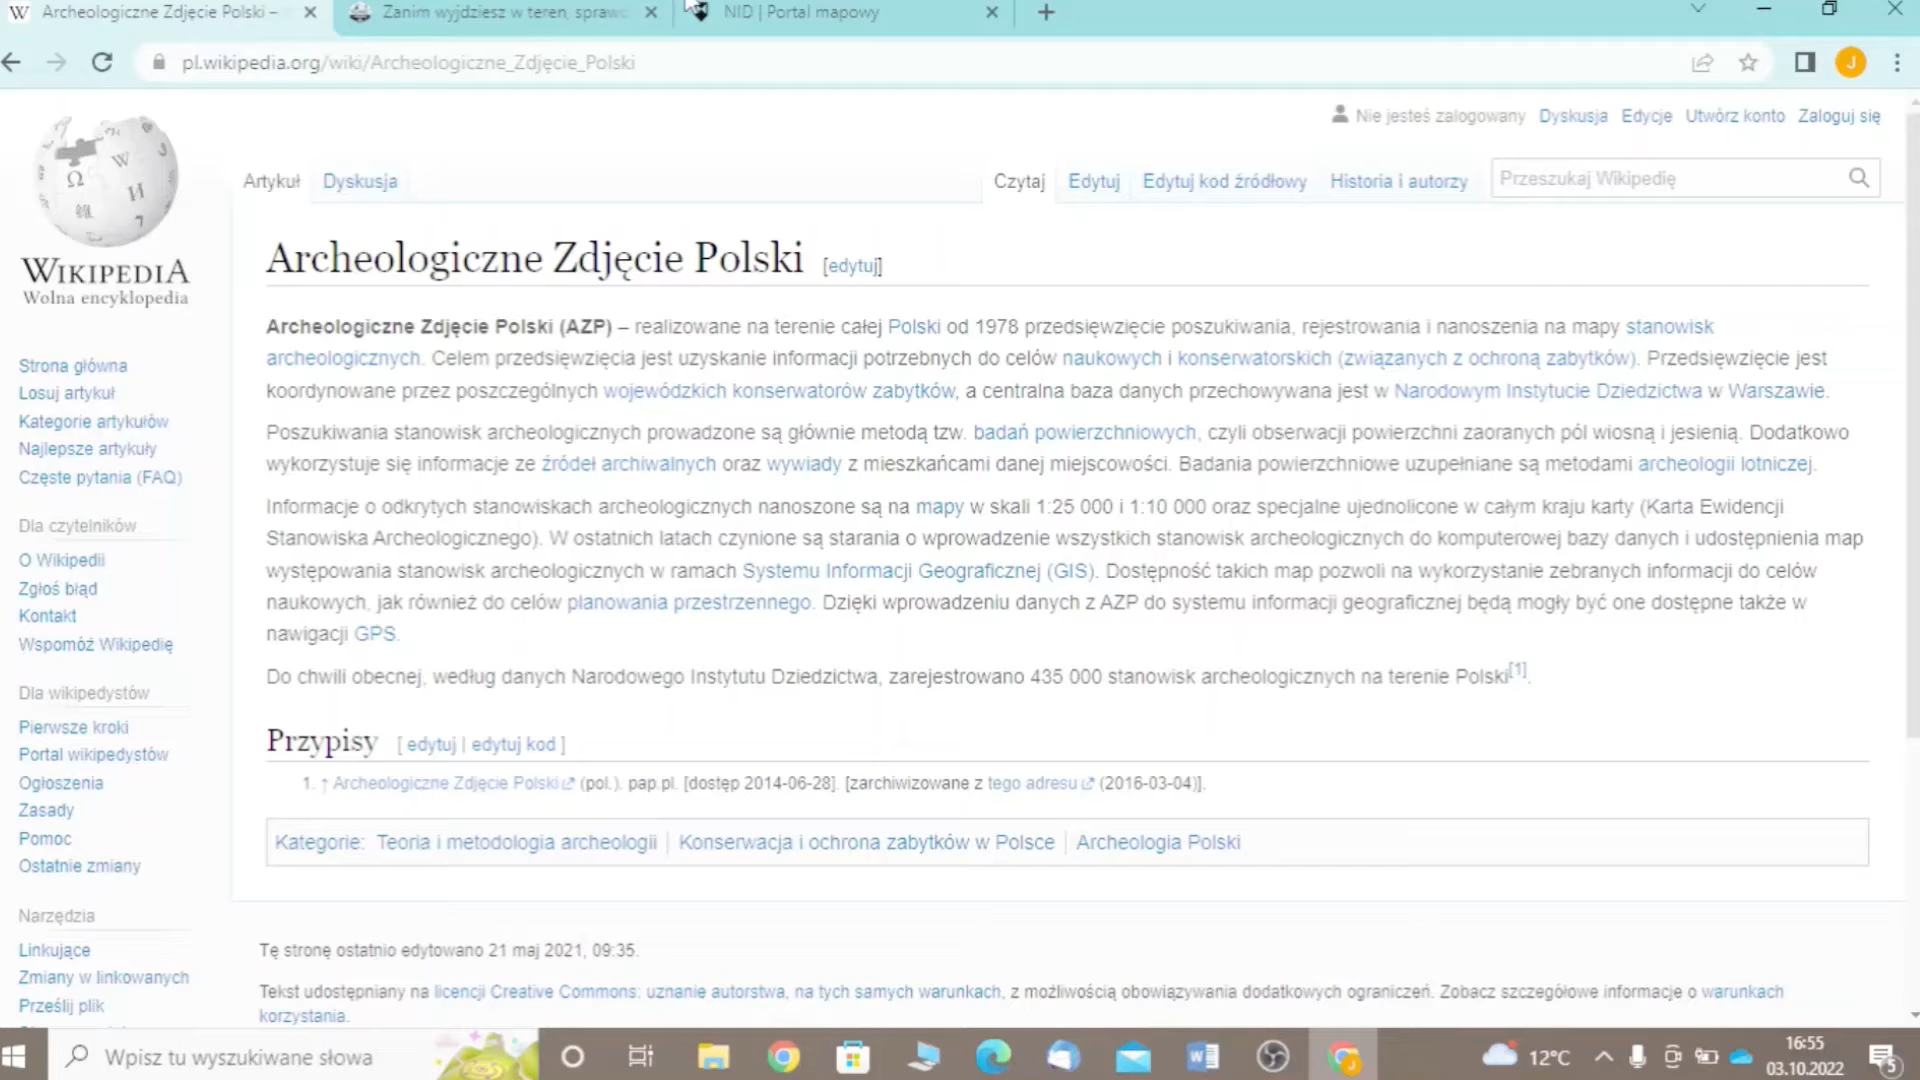 Archeologiczne Zdjęcie Polski –
Zanim wyjdziesz w teren, spraw
NID | Portal mapowy
pl.wikipedia.org/wiki/Archeologiczne_Zdjęcie_Polski
J
Nie jesteś zalogowany Dyskusja Edycje Utwórz konto Zaloguj się
Artykuł Dyskusja Czytaj Edytuj Edytuj kod źródłowy Historia i autorzy Przeszukaj Wikipedię
WIKIPEDIA
Wolna encyklopedia
Strona główna
Losuj artykuł
Kategorie artykułów
Najlepsze artykuły
Częste pytania (FAQ)
Dla czytelników
O Wikipedii
Zgłoś błąd
Kontakt
Wspomóż Wikipedię
Dla wikipedystów
Pierwsze kroki
Portal wikipedystów
Ogłoszenia
Zasady
Pomoc
Ostatnie zmiany
Narzędzia
Linkujące
Zmiany w linkowanych
Prześlij plik
Archeologiczne Zdjęcie Polski [edytuj]
Archeologiczne Zdjęcie Polski (AZP) – realizowane na terenie całej Polski od 1978 przedsięwzięcie poszukiwania, rejestrowania i nanoszenia na mapy stanowisk
archeologicznych. Celem przedsięwzięcia jest uzyskanie informacji potrzebnych do celów naukowych i konserwatorskich (związanych z ochroną zabytków). Przedsięwzięcie jest
koordynowane przez poszczególnych wojewódzkich konserwatorów zabytków, a centralna baza danych przechowywana jest w Narodowym Instytucie Dziedzictwa w Warszawie.
Poszukiwania stanowisk archeologicznych prowadzone są głównie metodą tzw. badań powierzchniowych, czyli obserwacji powierzchni zaoranych pól wiosną i jesienią. Dodatkowo
wykorzystuje się informacje ze źródeł archiwalnych oraz wywiady z mieszkańcami danej miejscowości. Badania powierzchniowe uzupełniane są metodami archeologii lotniczej.
Informacje o odkrytych stanowiskach archeologicznych nanoszone są na mapy w skali 1:25 000 i 1:10 000 oraz specjalne ujednolicone w całym kraju karty (Karta Ewidencji
Stanowiska Archeologicznego). W ostatnich latach czynione są starania o wprowadzenie wszystkich stanowisk archeologicznych do komputerowej bazy danych i udostępnienia map
występowania stanowisk archeologicznych w ramach Systemu Informacji Geograficznej (GIS). Dostępność takich map pozwoli na wykorzystanie zebranych informacji do celów
naukowych, jak również do celów planowania przestrzennego. Dzięki wprowadzeniu danych z AZP do systemu informacji geograficznej będą mogły być one dostępne także w
nawigacji GPS.
Do chwili obecnej, według danych Narodowego Instytutu Dziedzictwa, zarejestrowano 435 000 stanowisk archeologicznych na terenie Polski[1].
Przypisy [ edytuj | edytuj kod ]
1. ↑ Archeologiczne Zdjęcie Polski (pol.). pap.pl. [dostęp 2014-06-28]. [zarchiwizowane z tego adresu (2016-03-04)].
Kategorie: Teoria i metodologia archeologii | Konserwacja i ochrona zabytków w Polsce | Archeologia Polski
Tę stronę ostatnio edytowano 21 maj 2021, 09:35.
Tekst udostępniany na licencji Creative Commons: uznanie autorstwa, na tych samych warunkach, z możliwością obowiązywania dodatkowych ograniczeń. Zobacz szczegółowe informacje o warunkach
korzystania.
Wpisz tu wyszukiwane słowa
12°C
16:55
03.10.2022
5